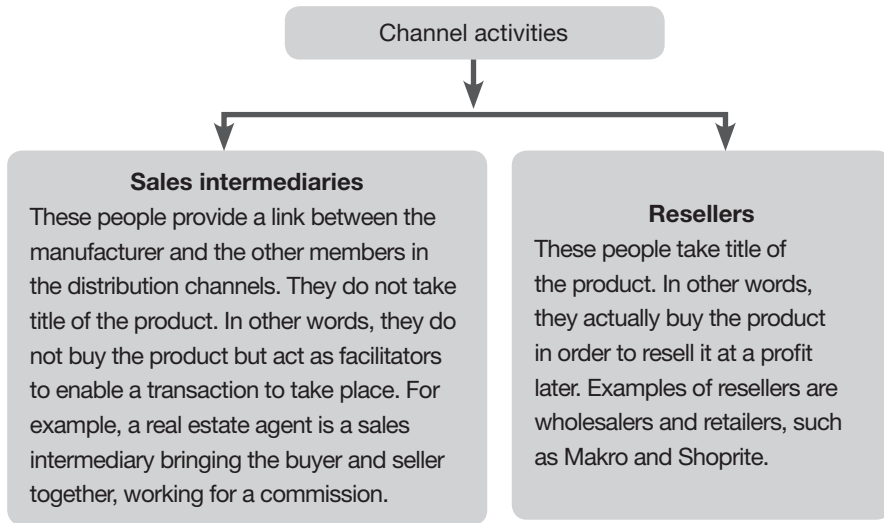 Channel activities
Sales intermediaries
These people provide a link between the
manufacturer and the other members in
the distribution channels. They do not take
title of the product. In other words, they do
not buy the product but act as facilitators
to enable a transaction to take place. For
example, a real estate agent is a sales
intermediary bringing the buyer and seller
together, working for a commission.
Resellers
These people take title of
the product. In other words,
they actually buy the product
in order to resell it at a profit
later. Examples of resellers are
wholesalers and retailers, such
as Makro and Shoprite.